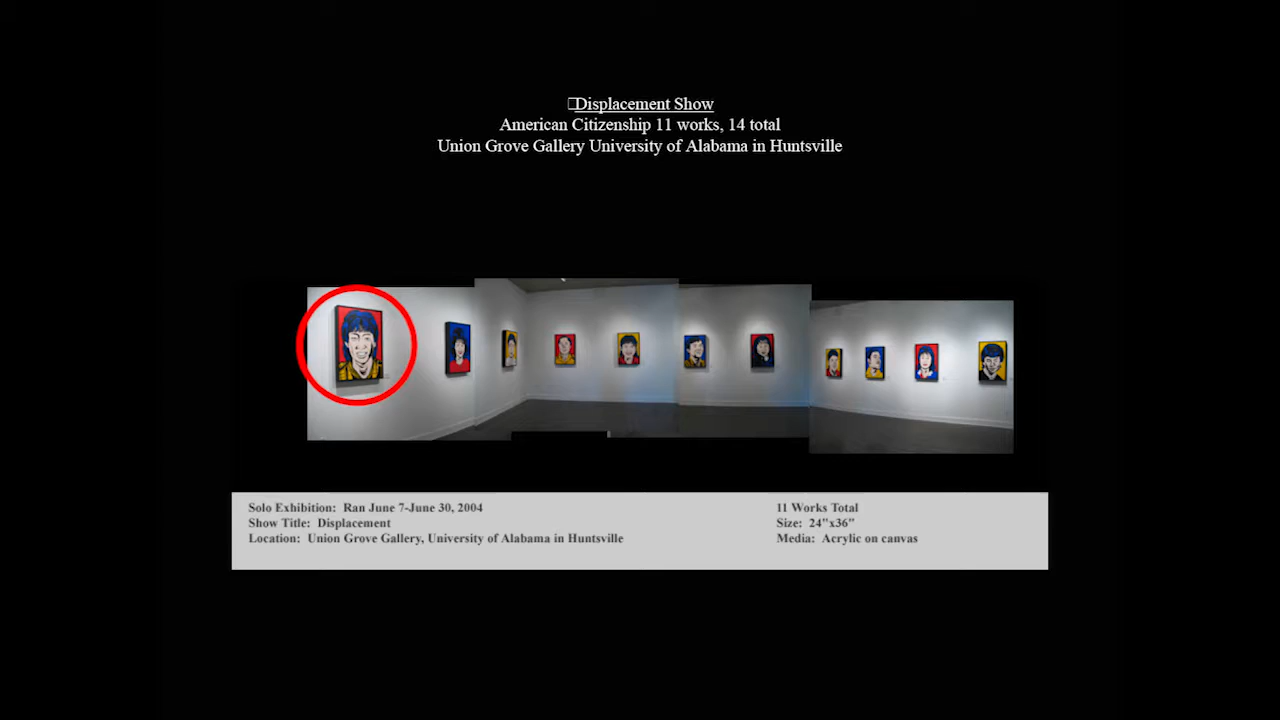 Displacement Show
American Citizenship 11 works, 14 total
Union Grove Gallery University of Alabama in Huntsville
Solo Exhibition: Ran June 7-June 30, 2004
Show Title: Displacement
Location: Union Grove Gallery, University of Alabama in Huntsville
11 Works Total
Size: 24"x36"
Media: Acrylic on canvas